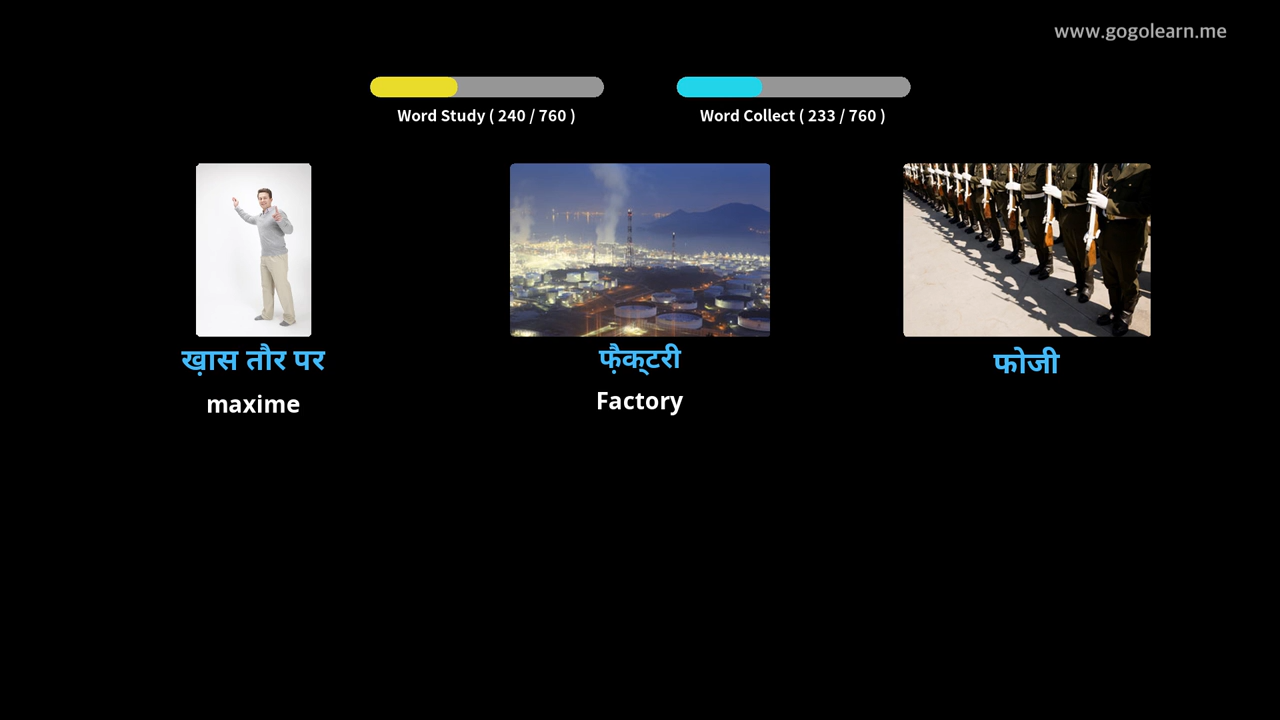 www.gogolearn.me
Word Study ( 240 / 760 )
Word Collect ( 233 / 760 )
ख़ास तौर पर
maxime
फ़ैक्‌टरी
Factory
फोजी